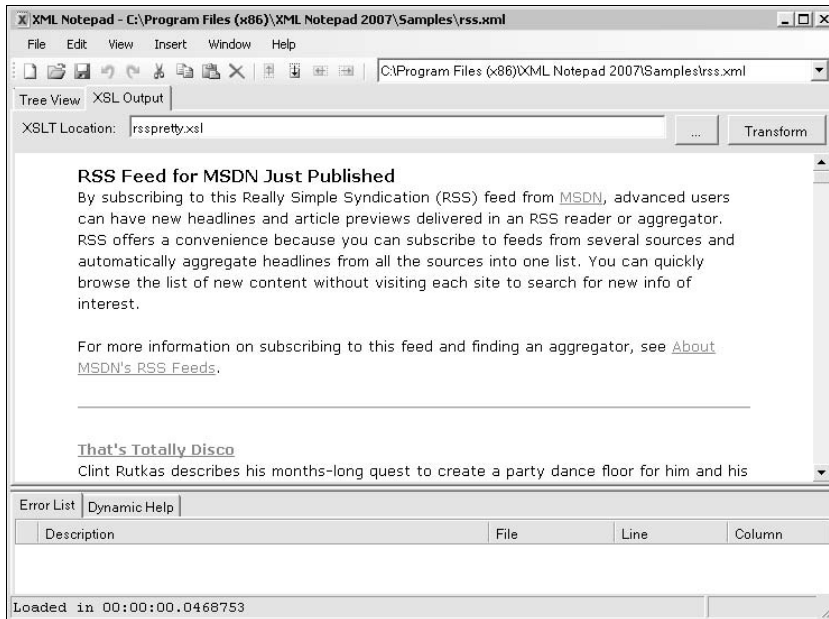 XML Notepad - C:\Program Files (x86)\XML Notepad 2007\Samples\rss.xml
File Edit View Insert Window Help
C:\Program Files (x86)\XML Notepad 2007\Samples\rss.xml
Tree View XSL Output
XSLT Location: rsspretty.xsl ... Transform
RSS Feed for MSDN Just Published
By subscribing to this Really Simple Syndication (RSS) feed from MSDN, advanced users
can have new headlines and article previews delivered in an RSS reader or aggregator.
RSS offers a convenience because you can subscribe to feeds from several sources and
automatically aggregate headlines from all the sources into one list. You can quickly
browse the list of new content without visiting each site to search for new info of
interest.
For more information on subscribing to this feed and finding an aggregator, see About
MSDN's RSS Feeds.
That's Totally Disco
Clint Rutkas describes his months-long quest to create a party dance floor for him and his
Error List Dynamic Help
Description File Line Column
Loaded in 00:00:00.0468753